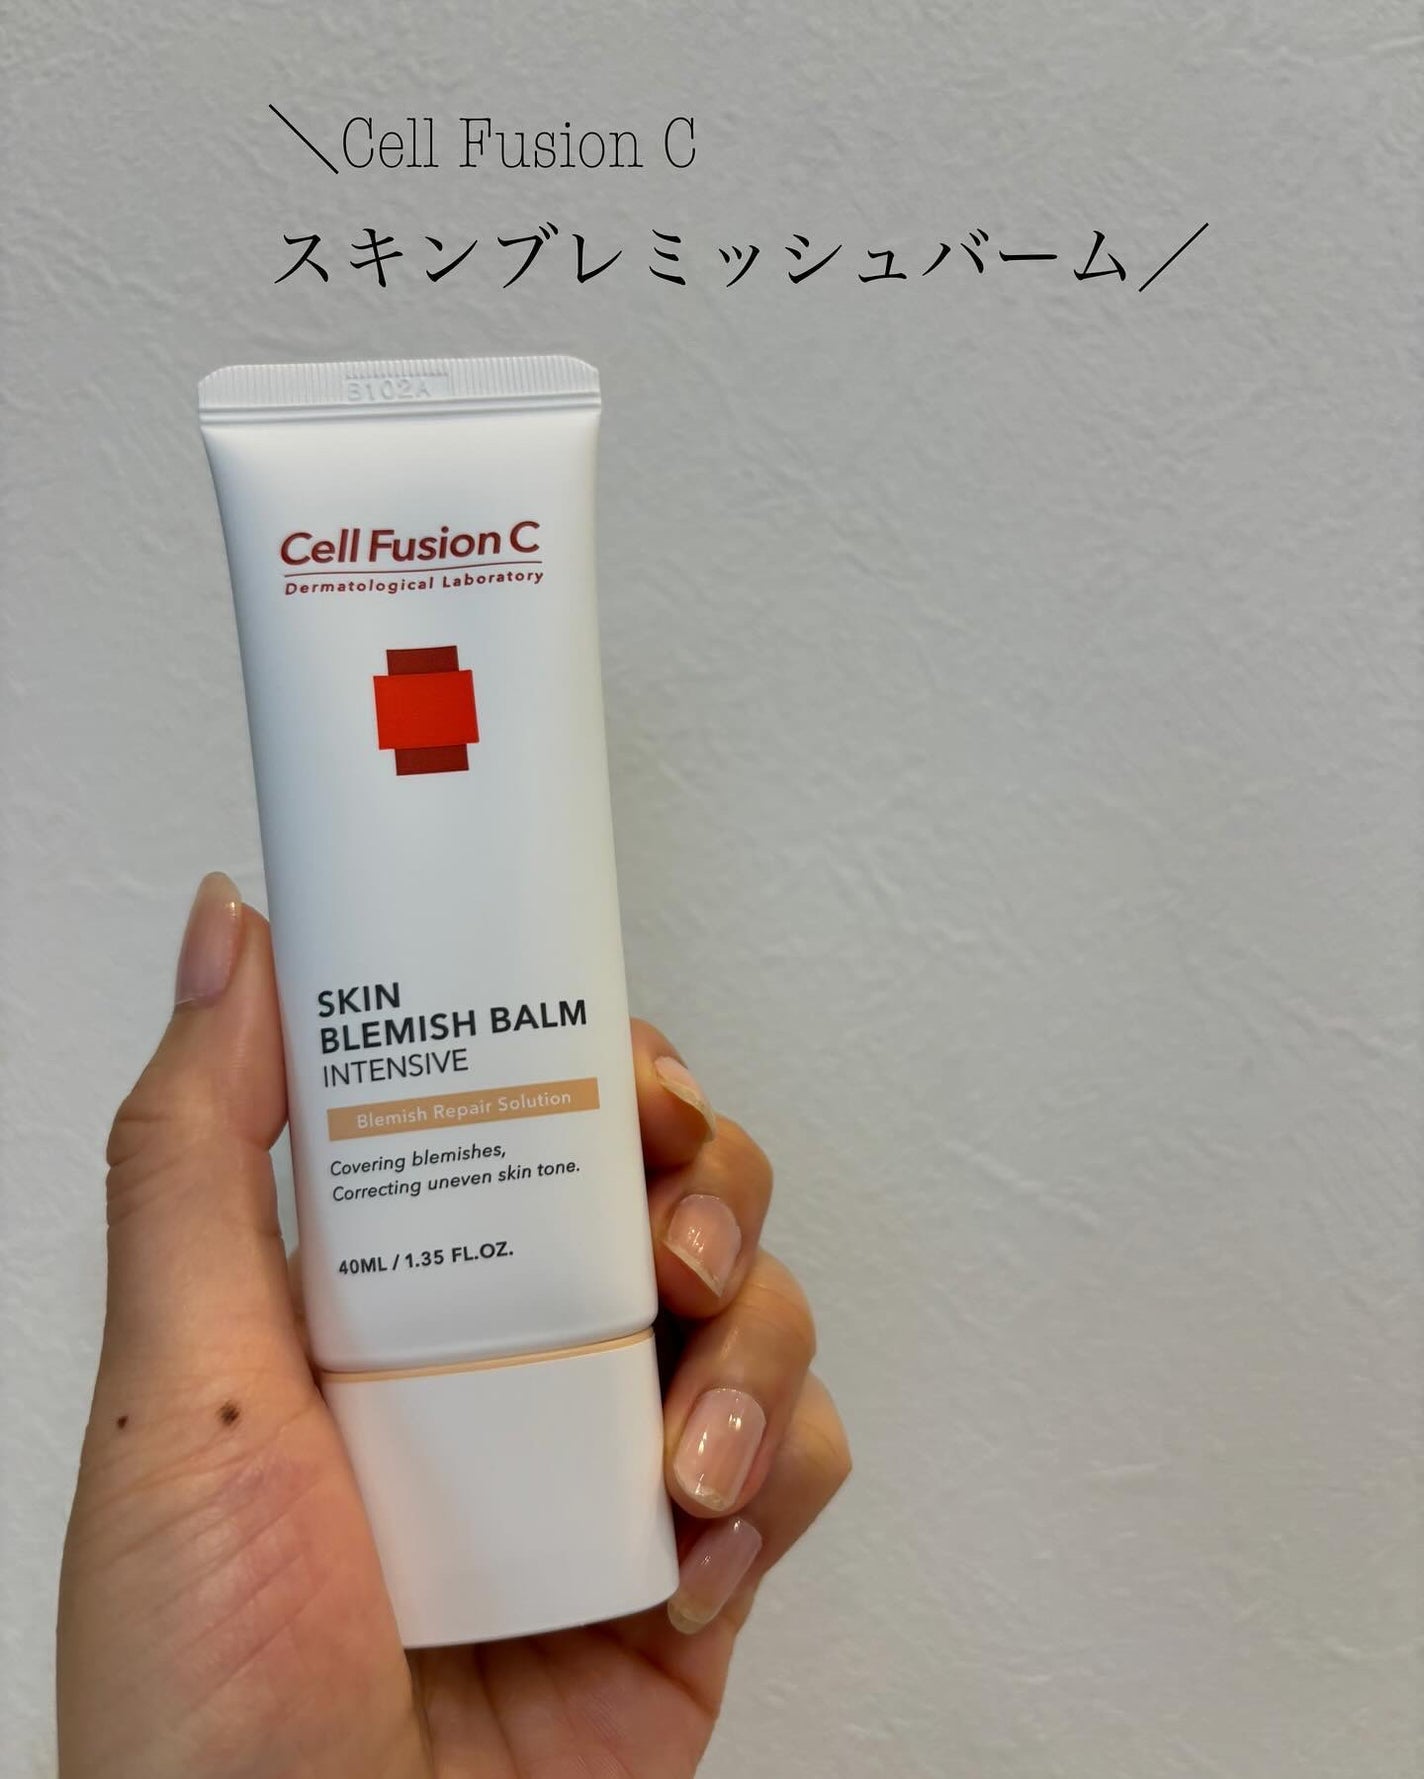 ＼Cell Fusion C
スキンブレミッシュバーム／
B102A
Cell Fusion C
Dermatological Laboratory
SKIN
BLEMISH BALM
INTENSIVE
Blemish Repair Solution
Covering blemishes,
Correcting uneven skin tone.
40ML / 1.35 FL.OZ.